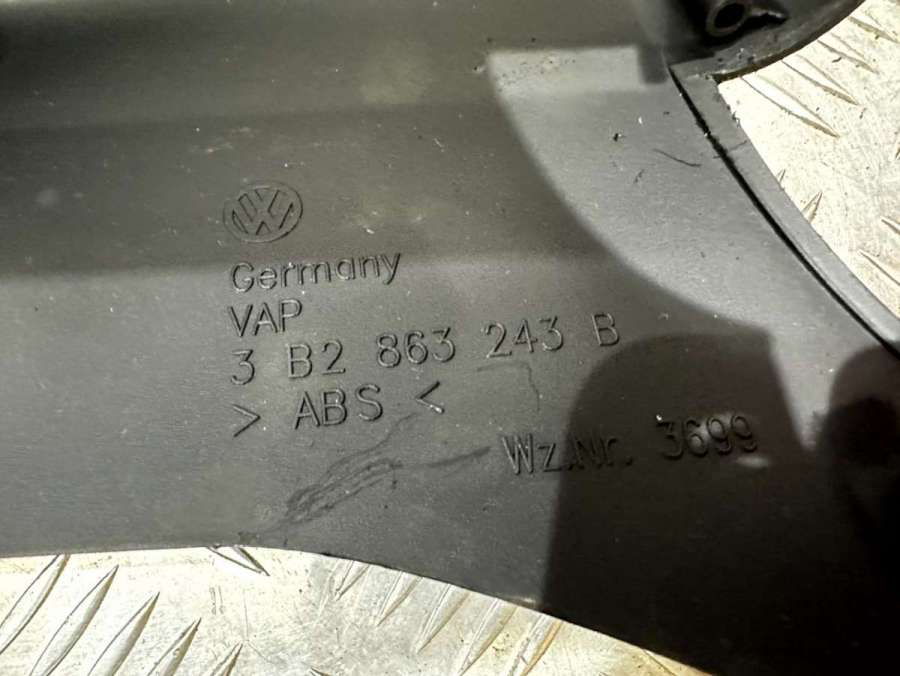 Germany
VAP
3 B2 863 243 B
> ABS <
Wz.Nr. 3699